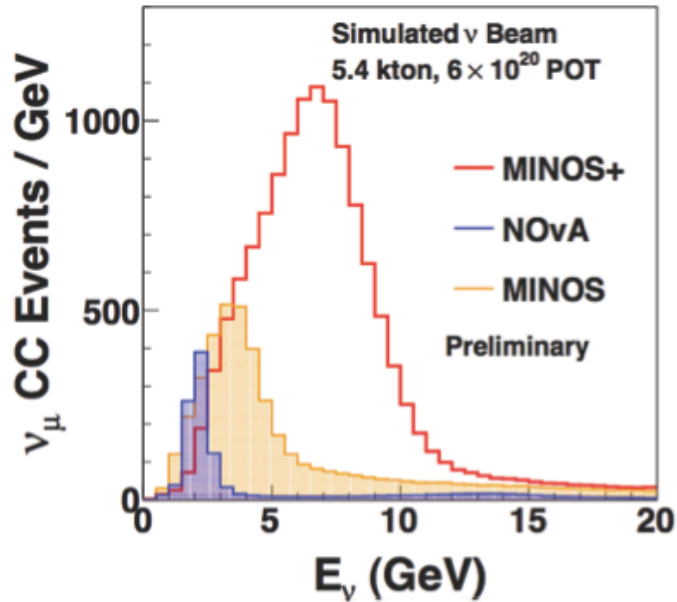 Simulated ν Beam
5.4 kton, 6 × 10²⁰ POT
MINOS+
NOvA
MINOS
Preliminary
ν_μ CC Events / GeV
1000
500
0
0 5 10 15 20
E_ν (GeV)